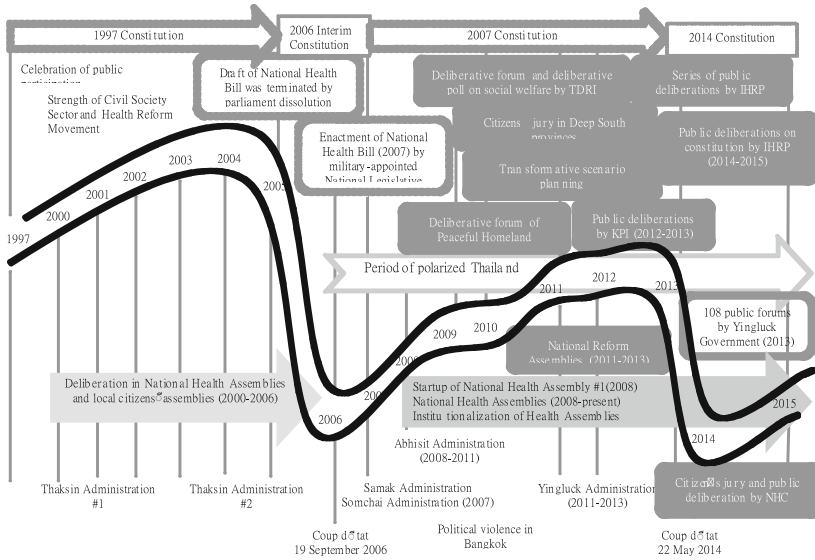 1997 Constitution
2006 Interim
Constitution
2007 Constitution
2014 Constitution
Celebration of public
participation
Strength of Civil Society
Sector and Health Reform
Movement
Draft of National Health
Bill was terminated by
parliament dissolution
Deliberative forum and deliberative
poll on social welfare by TDRI
Series of public
deliberations by IHRP
Enactment of National
Health Bill (2007) by
military-appointed
National Legislative
Citizens jury in Deep South
provinces
Public deliberations on
constitution by IHRP
(2014-2015)
Transformative scenario
planning
Deliberative forum of
Peaceful Homeland
Public deliberations
by KPI (2012-2013)
1997
2000
2001
2002
2003
2004
2005
Period of polarized Thailand
2006
2009
2010
2011
2012
2013
108 public forums
by Yingluck
Government (2013)
National Reform
Assemblies (2011-2013)
Deliberation in National Health Assemblies
and local citizens assemblies (2000-2006)
Startup of National Health Assembly #1(2008)
National Health Assemblies (2008-present)
Institutionalization of Health Assemblies
2014
2015
Abhisit Administration
(2008-2011)
Thaksin Administration
#1
Thaksin Administration
#2
Samak Administration
Somchai Administration (2007)
Yingluck Administration
(2011-2013)
Citizen's jury and public
deliberation by NHC
Coup d tat
19 September 2006
Political violence in
Bangkok
Coup d tat
22 May 2014